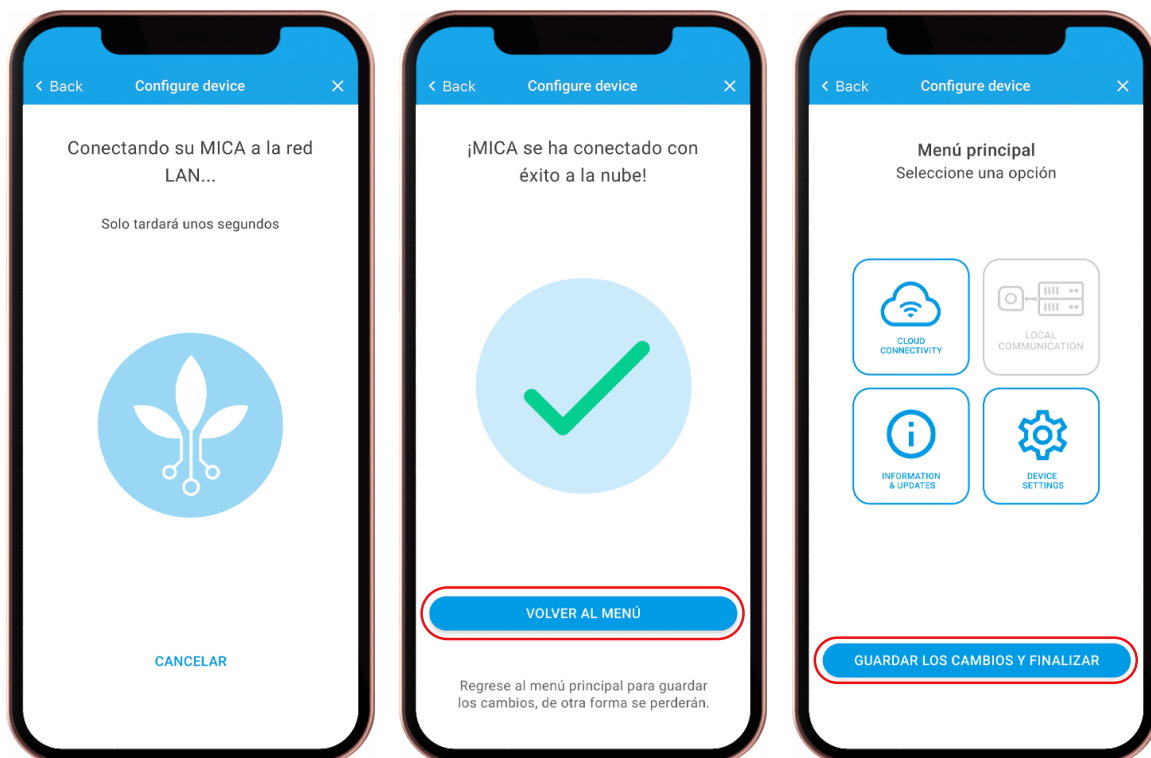 Back
Configure device
Conectando su MICA a la red
LAN...
Solo tardará unos segundos
CANCELAR
Back
Configure device
¡MICA se ha conectado con
éxito a la nube!
VOLVER AL MENÚ
Regrese al menú principal para guardar
los cambios, de otra forma se perderán.
Back
Configure device
Menú principal
Seleccione una opción
CLOUD
CONNECTIVITY
LOCAL
COMMUNICATION
INFORMATION
& UPDATES
DEVICE
SETTINGS
GUARDAR LOS CAMBIOS Y FINALIZAR